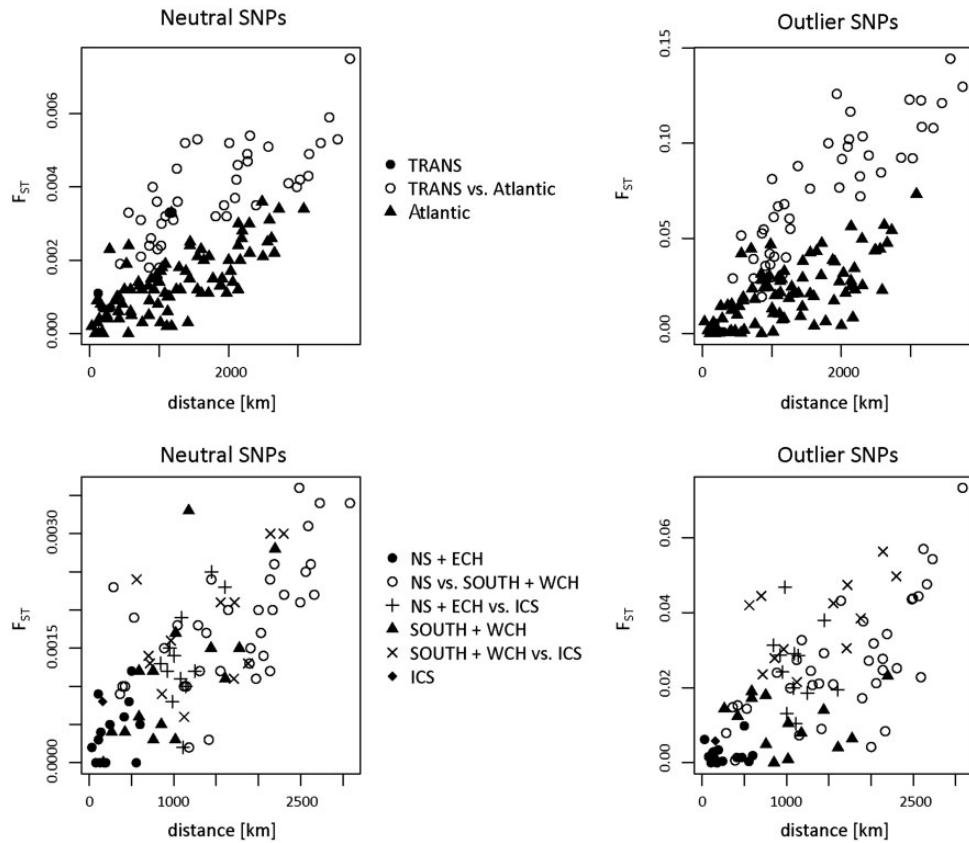 Neutral SNPs
Outlier SNPs
0.006
0.004
0.002
0.000
FST
0
2000
distance [km]
TRANS
TRANS vs. Atlantic
Atlantic
0.15
0.10
0.05
0.00
FST
0
2000
distance [km]
Neutral SNPs
Outlier SNPs
0.0030
0.0015
0.0000
FST
0
1000
2500
distance [km]
NS + ECH
NS vs. SOUTH + WCH
NS + ECH vs. ICS
SOUTH + WCH
SOUTH + WCH vs. ICS
ICS
0.06
0.04
0.02
0.00
FST
0
1000
2500
distance [km]